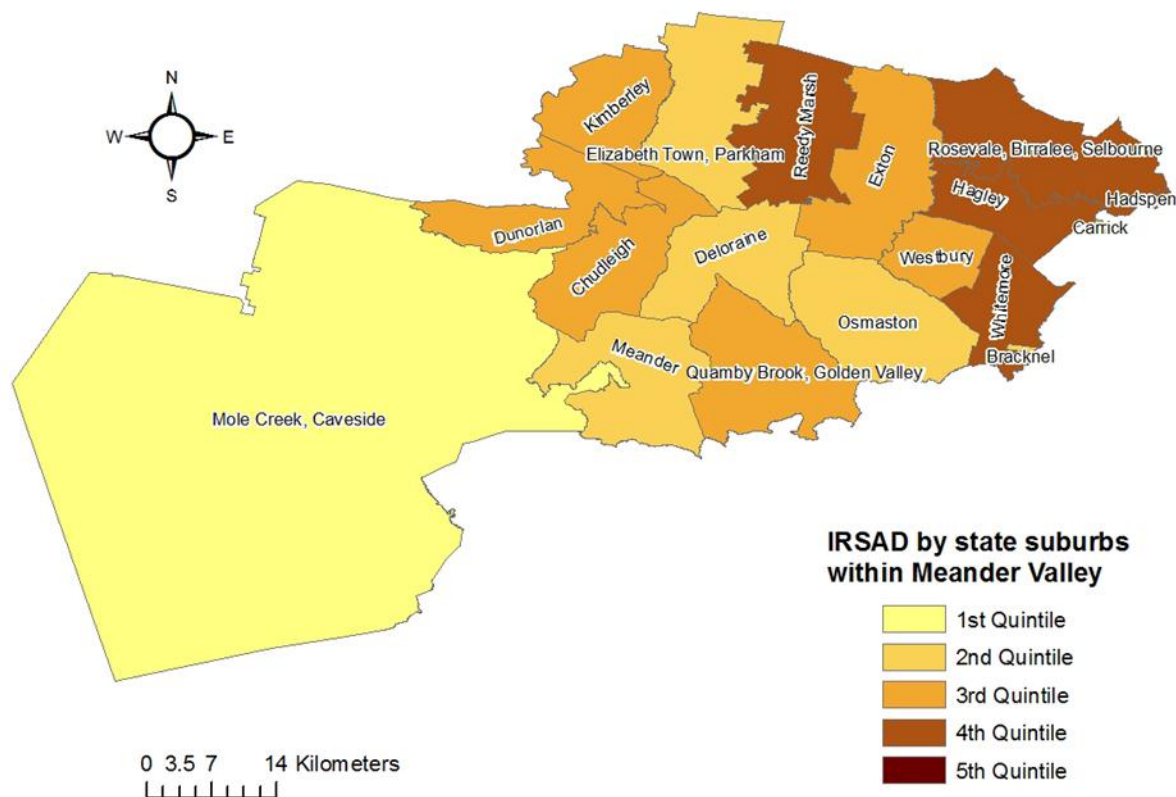 N
W E
S
Kimberley
Elizabeth Town, Parkham
Reedy Marsh
Exton
Rosevale, Birralee, Selbourne
Hagley
Hadspen
Carrick
Dunorlan
Chudleigh
Deloraine
Westbury
Whitemore
Osmaston
Bracknel
Meander
Quamby Brook, Golden Valley
Mole Creek, Caveside
IRSAD by state suburbs
within Meander Valley
1st Quintile
2nd Quintile
3rd Quintile
4th Quintile
5th Quintile
0 3.5 7 14 Kilometers